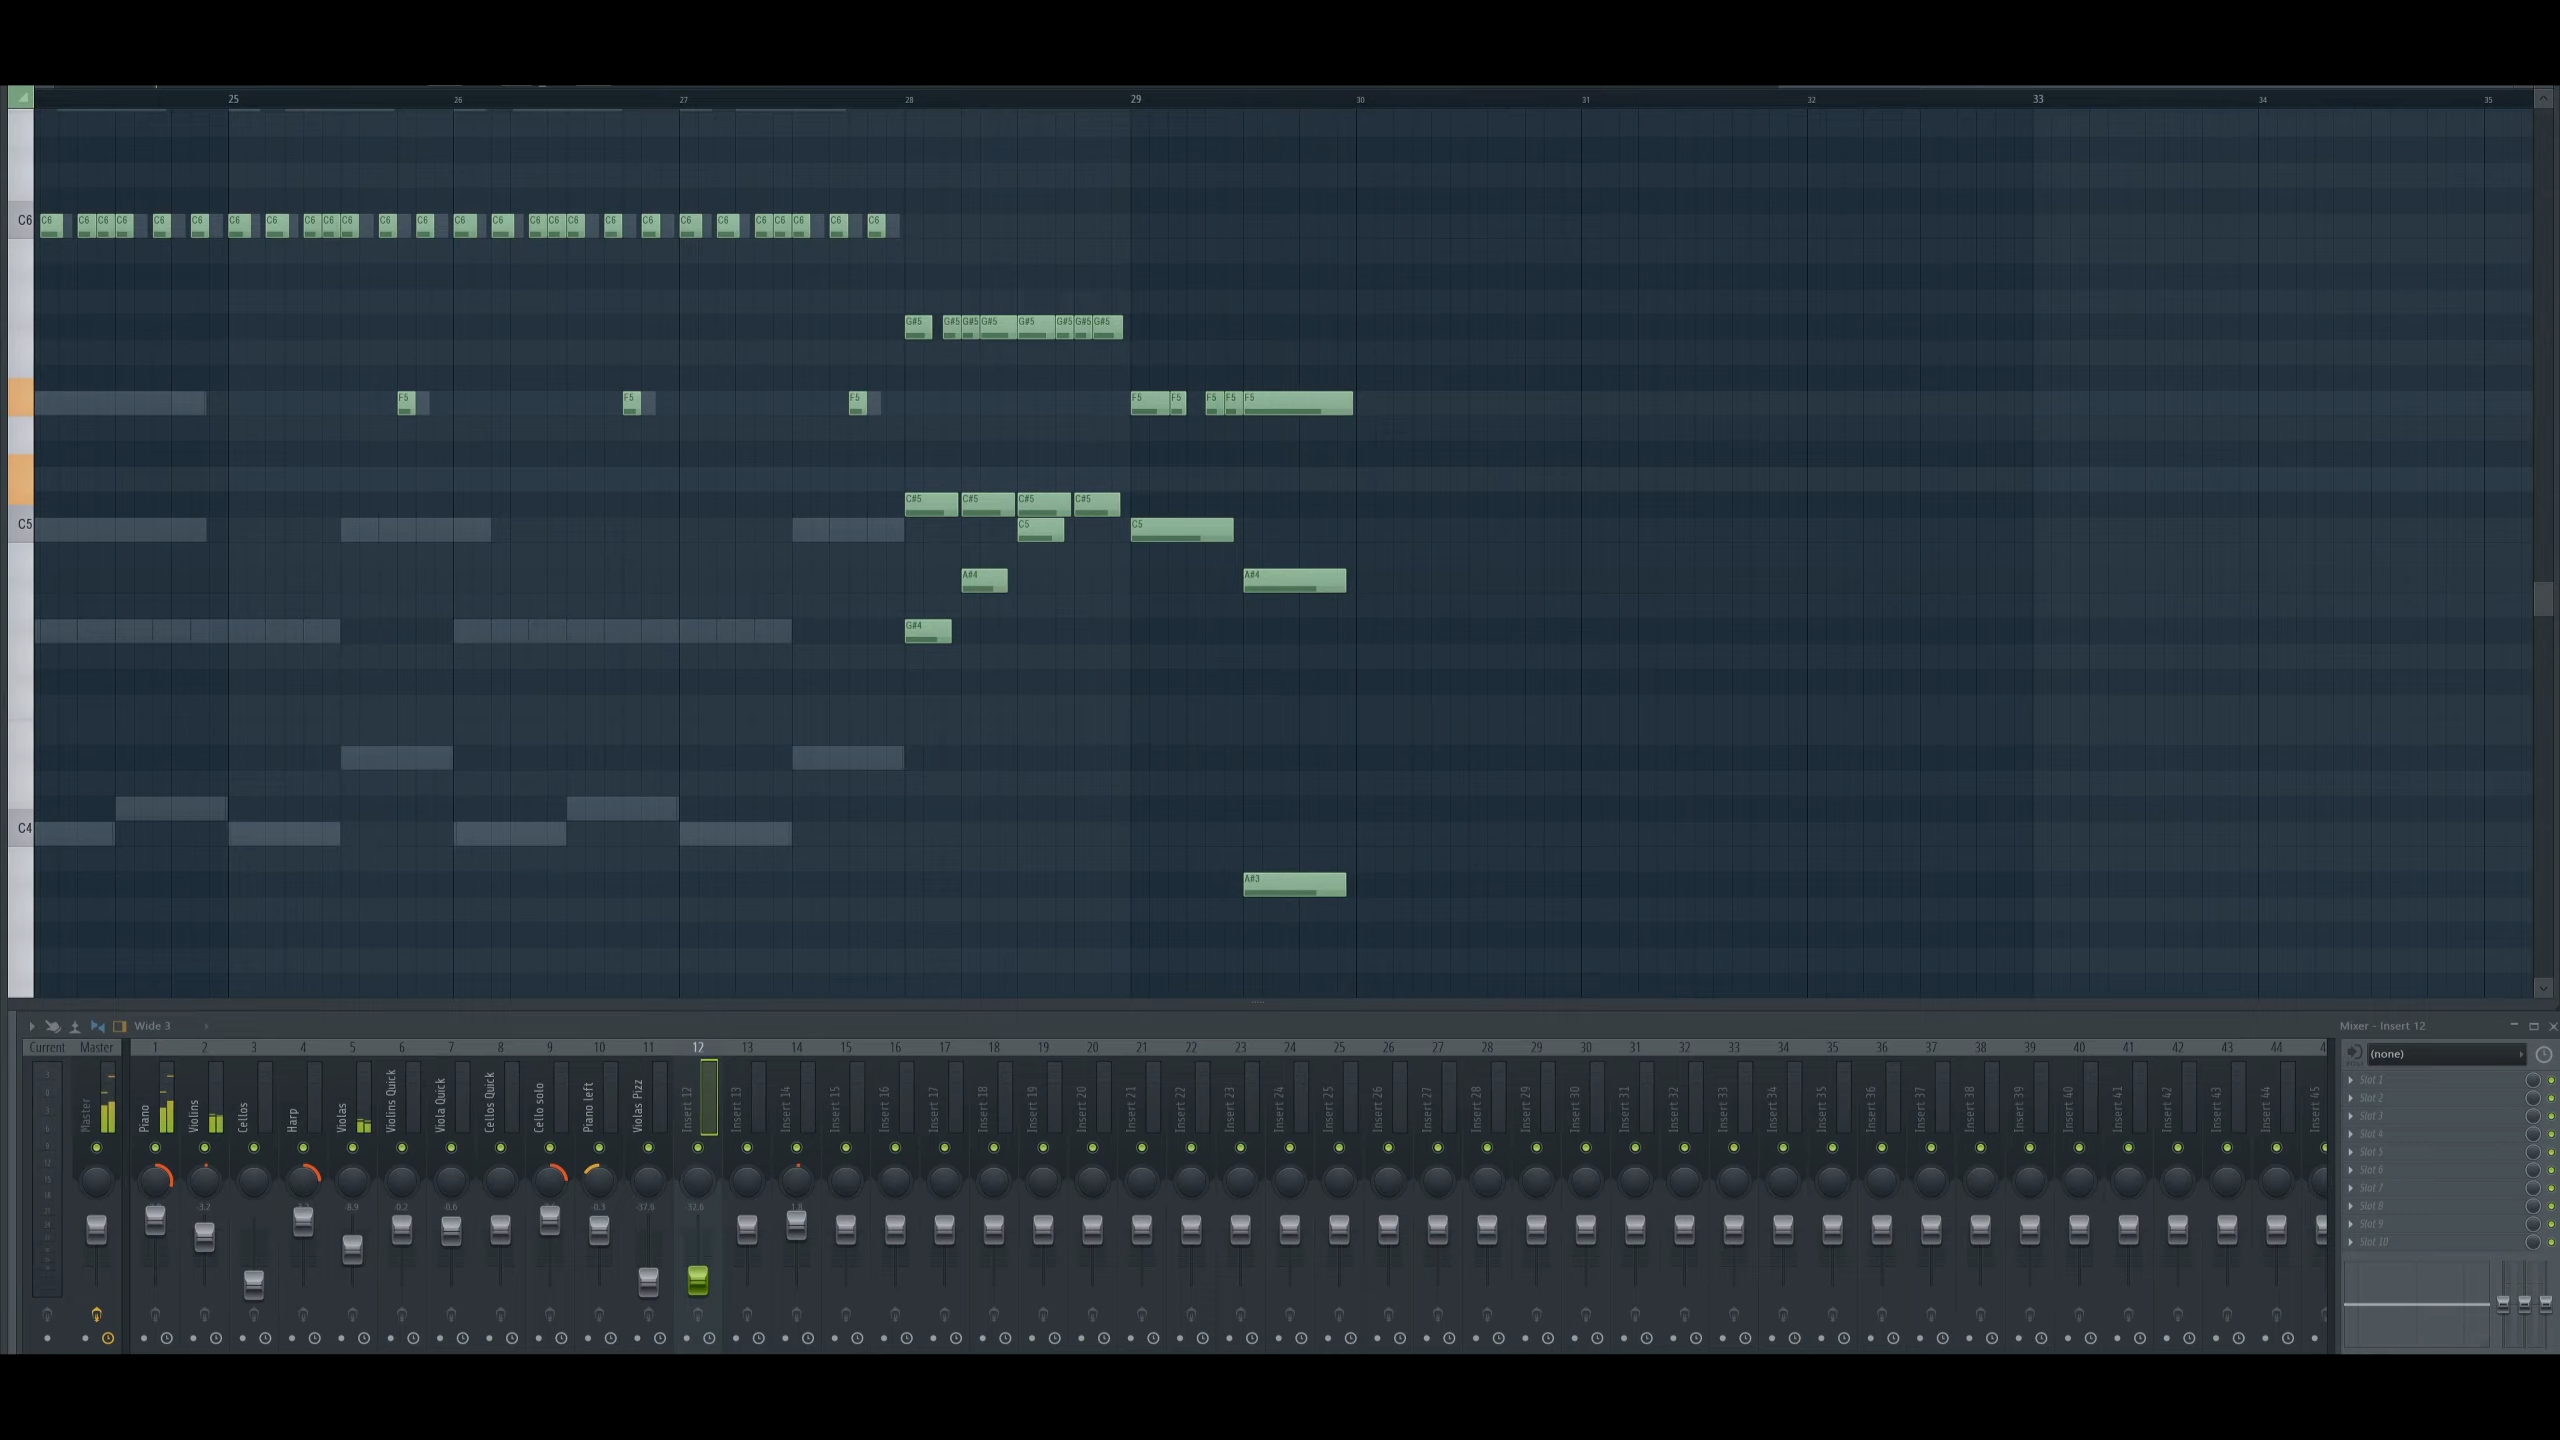 25 26 27 28 29 30 31 32 33 34 35
C6 C6 C6 C6 C6 C6 C6 C6 C6 C6 C6 C6 C6 C6 C6 C6 C6 C6 C6 C6 C6 C6 C6 C6 C6 C6 C6 C6 C6
G#5 G#5 G#5 G#5 G#5 G#5 G#5 G#5
F5 F5 F5 F5 F5 F5 F5 F5
C#5 C#5 C#5 C#5
C5 C5 C5
A#4 A#4
G#4
C4
A#3
Wide 3 Mixer - Insert 12
Current Master 1 2 3 4 5 6 7 8 9 10 11 12 13 14 15 16 17 18 19 20 21 22 23 24 25 26 27 28 29 30 31 32 33 34 35 36 37 38 39 40 41 42 43 44 4
(none)
Master Piano Violins Cellos Harp Violas Violins Quick Viola Quick Cellos Quick Cello solo Piano left Violas Pizz Insert 12 Insert 13 Insert 14 Insert 15 Insert 16 Insert 17 Insert 18 Insert 19 Insert 20 Insert 21 Insert 22 Insert 23 Insert 24 Insert 25 Insert 26 Insert 27 Insert 28 Insert 29 Insert 30 Insert 31 Insert 32 Insert 33 Insert 34 Insert 35 Insert 36 Insert 37 Insert 38 Insert 39 Insert 40 Insert 41 Insert 42 Insert 43 Insert 44 Insert 45
Slot 1
Slot 2
Slot 3
Slot 4
Slot 5
Slot 6
Slot 7
Slot 8
Slot 9
Slot 10
-3.2 -8.9 0.2 -0.6 -0.3 -37.6 32.6 1.8